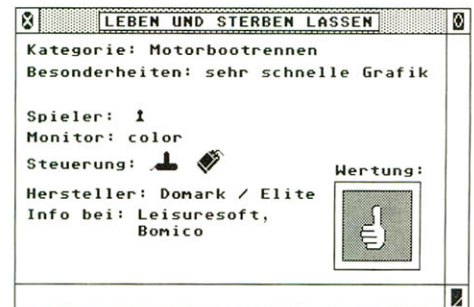 LEBEN UND STERBEN LASSEN
Kategorie: Motorbootrennen
Besonderheiten: sehr schnelle Grafik
Spieler:
Monitor: color
Steuerung:
Wertung:
Hersteller: Domark / Elite
Info bei: Leisuresoft,
Bomico